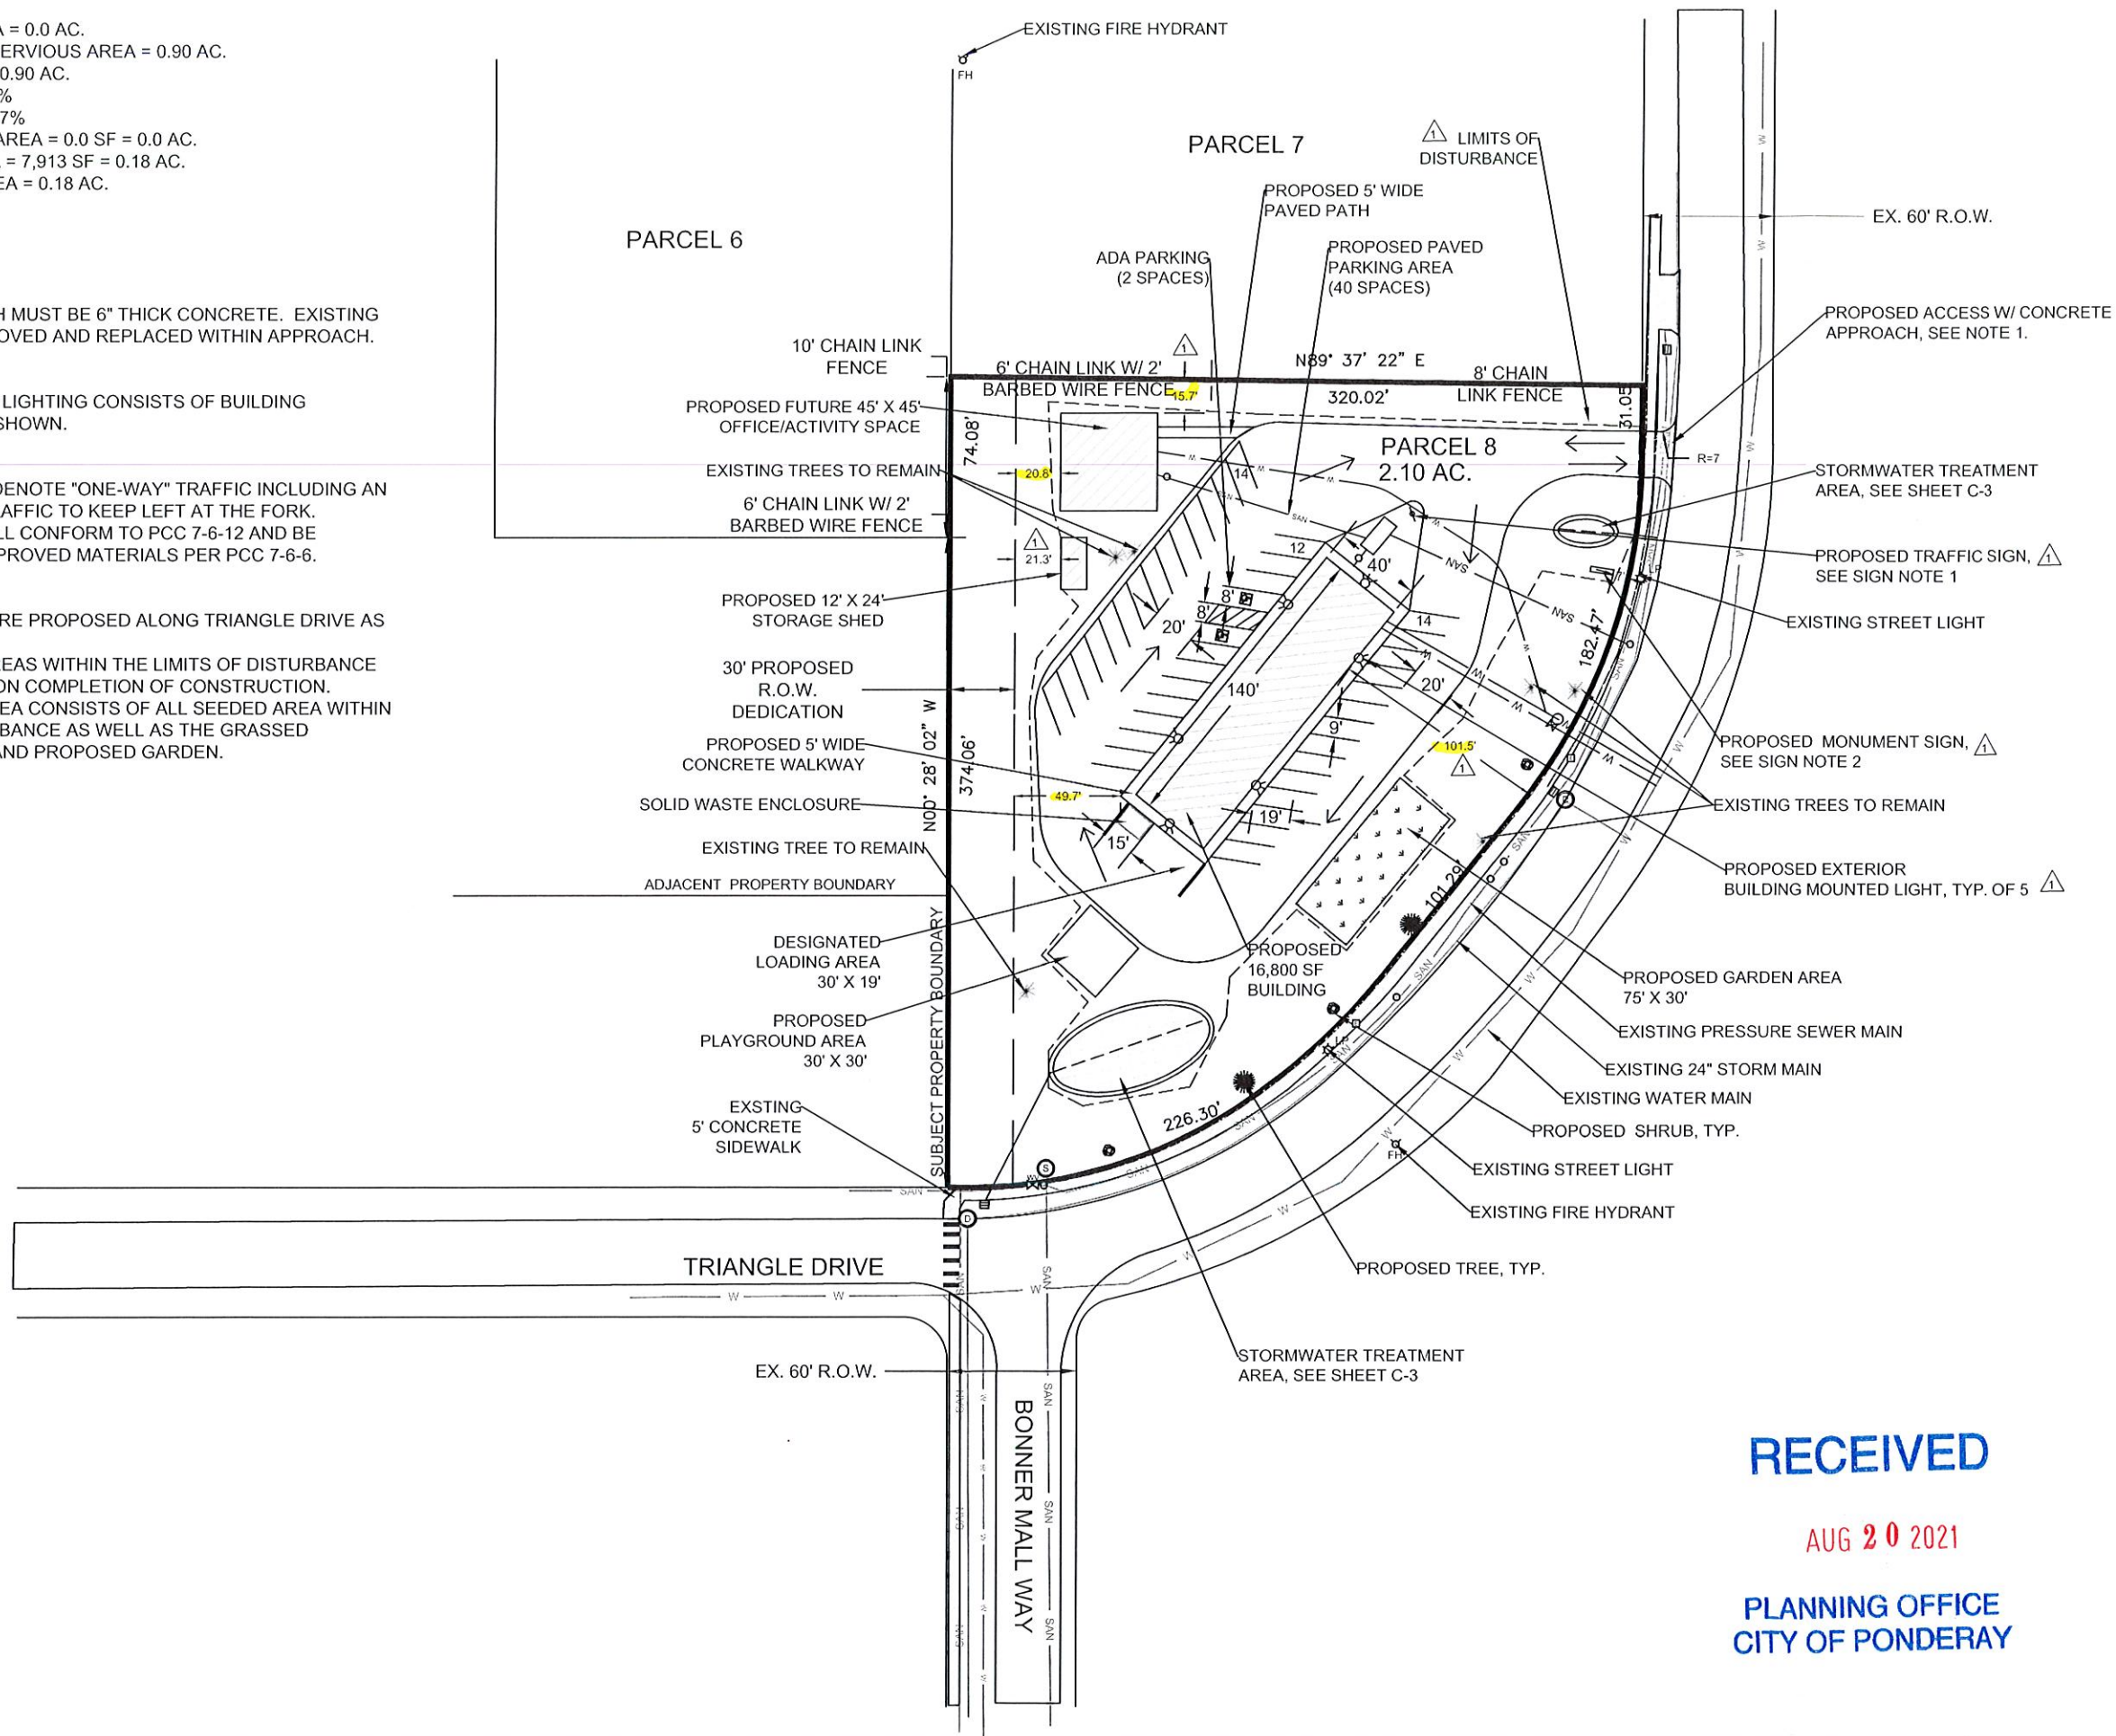 A = 0.0 AC.
ERVIOUS AREA = 0.90 AC.
0.90 AC.
%
7%
AREA = 0.0 SF = 0.0 AC.
= 7,913 SF = 0.18 AC.
EA = 0.18 AC.
H MUST BE 6" THICK CONCRETE. EXISTING
OVED AND REPLACED WITHIN APPROACH.
LIGHTING CONSISTS OF BUILDING
SHOWN.
DENOTE "ONE-WAY" TRAFFIC INCLUDING AN
AFFIC TO KEEP LEFT AT THE FORK.
LL CONFORM TO PCC 7-6-12 AND BE
PROVED MATERIALS PER PCC 7-6-6.
RE PROPOSED ALONG TRIANGLE DRIVE AS
EAS WITHIN THE LIMITS OF DISTURBANCE
ON COMPLETION OF CONSTRUCTION.
EA CONSISTS OF ALL SEEDED AREA WITHIN
BANCE AS WELL AS THE GRASSED
AND PROPOSED GARDEN.
EXISTING FIRE HYDRANT
FH
PARCEL 7
1 LIMITS OF
DISTURBANCE
PROPOSED 5' WIDE
PAVED PATH
PARCEL 6
EX. 60' R.O.W.
ADA PARKING
(2 SPACES)
PROPOSED PAVED
PARKING AREA
(40 SPACES)
PROPOSED ACCESS W/ CONCRETE
APPROACH, SEE NOTE 1.
10' CHAIN LINK
FENCE
1
6' CHAIN LINK W/ 2'
BARBED WIRE FENCE
15.7'
N89° 37' 22" E
320.02'
8' CHAIN
LINK FENCE
31.05'
PROPOSED FUTURE 45' X 45'
OFFICE/ACTIVITY SPACE
74.08'
PARCEL 8
2.10 AC.
R=7
EXISTING TREES TO REMAIN
20.8'
14
STORMWATER TREATMENT
AREA, SEE SHEET C-3
6' CHAIN LINK W/ 2'
BARBED WIRE FENCE
1
21.3'
12
40'
PROPOSED TRAFFIC SIGN, 1
SEE SIGN NOTE 1
LP
PROPOSED 12' X 24'
STORAGE SHED
8'
8'
20'
14
EXISTING STREET LIGHT
182.47'
30' PROPOSED
R.O.W.
DEDICATION
140'
20'
9'
PROPOSED 5' WIDE
CONCRETE WALKWAY
N00° 28' 02" W
374.06'
101.5'
1
PROPOSED MONUMENT SIGN, 1
SEE SIGN NOTE 2
SOLID WASTE ENCLOSURE
49.7'
19'
EXISTING TREES TO REMAIN
EXISTING TREE TO REMAIN
15'
PROPOSED EXTERIOR
BUILDING MOUNTED LIGHT, TYP. OF 5 1
ADJACENT PROPERTY BOUNDARY
101.29'
SUBJECT PROPERTY BOUNDARY
DESIGNATED
LOADING AREA
30' X 19'
PROPOSED
16,800 SF
BUILDING
PROPOSED GARDEN AREA
75' X 30'
PROPOSED
PLAYGROUND AREA
30' X 30'
EXISTING PRESSURE SEWER MAIN
EXISTING 24" STORM MAIN
EXISTING WATER MAIN
LP
EXSTING
5' CONCRETE
SIDEWALK
226.30'
PROPOSED SHRUB, TYP.
FH
EXISTING STREET LIGHT
S
D
EXISTING FIRE HYDRANT
TRIANGLE DRIVE
PROPOSED TREE, TYP.
SAN
W
EX. 60' R.O.W.
STORMWATER TREATMENT
AREA, SEE SHEET C-3
BONNER MALL WAY
RECEIVED
AUG 20 2021
PLANNING OFFICE
CITY OF PONDERAY